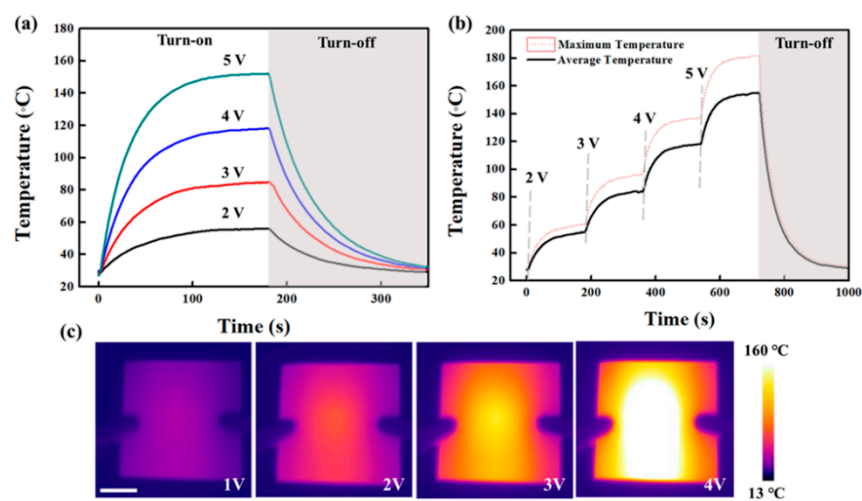 (a)
Temperature (◦C)
180
160
140
120
100
80
60
40
20
Turn-on
Turn-off
5 V
4 V
3 V
2 V
0
200
300
Time (s)
(b)
Temperature (◦C)
200
180
160
140
120
100
80
60
40
20
Maximum Temperature
Average Temperature
Turn-off
5 V
4 V
3 V
2 V
0
200
400
600
800
1000
Time (s)
(c)
1V
2V
3V
4V
160 °C
13 °C